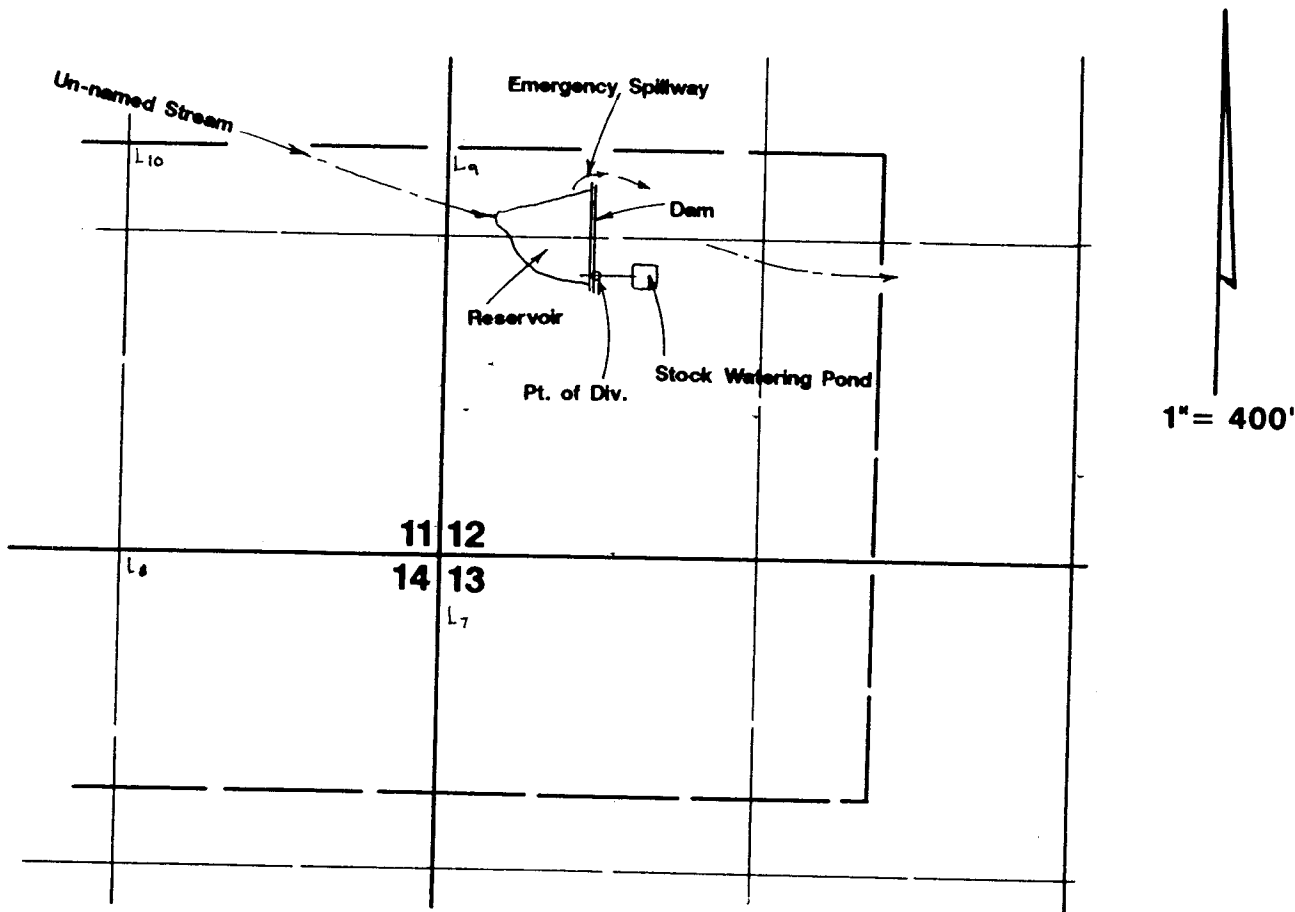 Un-named Stream
Emergency Spillway
L10
L9
Dam
Reservoir
Stock Watering Pond
Pt. of Div.
1"= 400'
11 12
14 13
L7